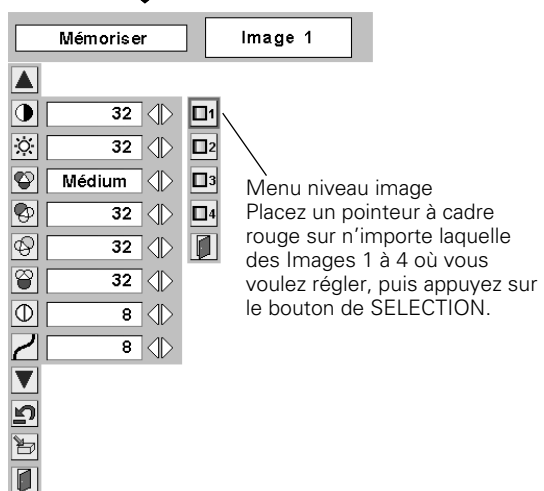 Mémoriser
Image 1
32
1
32
2
Médium
3
32
4
32
32
8
8
Menu niveau image
Placez un pointeur à cadre
rouge sur n’importe laquelle
des Images 1 à 4 où vous
voulez régler, puis appuyez sur
le bouton de SELECTION.